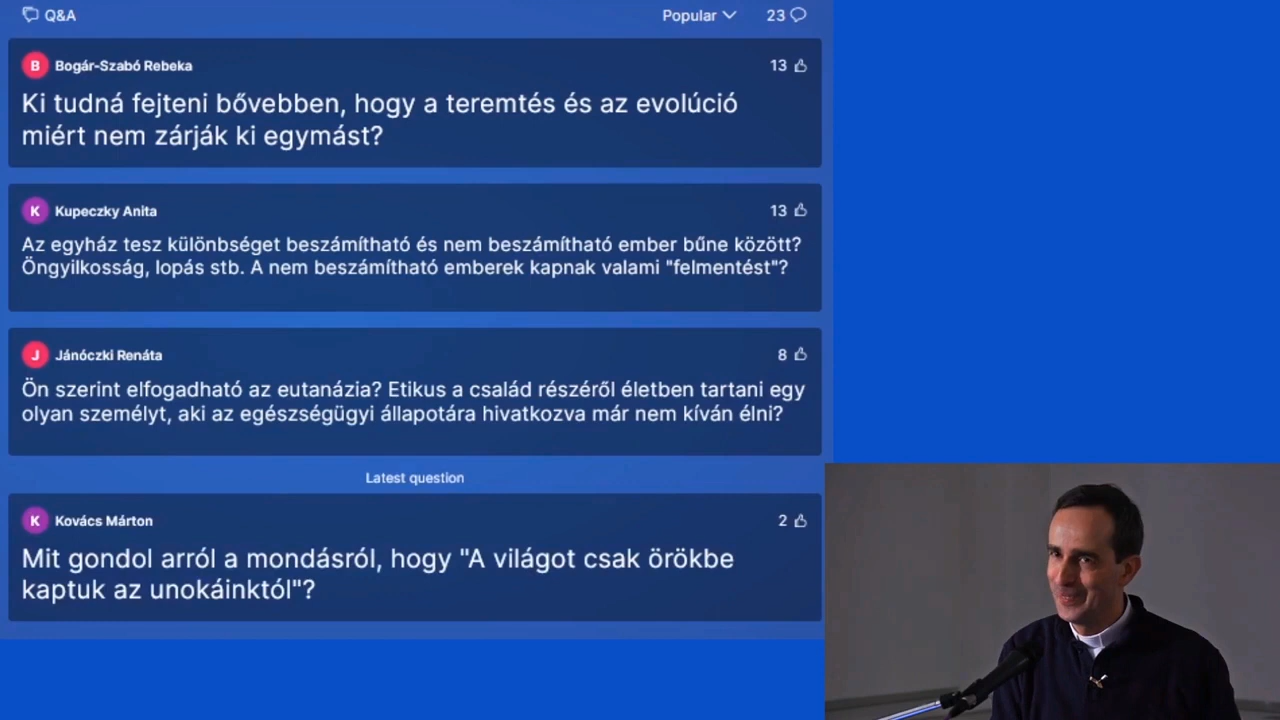 Q&A
Popular
23
B Bogár-Szabó Rebeka
13
Ki tudná fejteni bővebben, hogy a teremtés és az evolúció
miért nem zárják ki egymást?
K Kupeczky Anita
13
Az egyház tesz különbséget beszámítható és nem beszámítható ember bűne között?
Öngyilkosság, lopás stb. A nem beszámítható emberek kapnak valami "felmentést"?
J Jánóczki Renáta
8
Ön szerint elfogadható az eutanázia? Etikus a család részéről életben tartani egy
olyan személyt, aki az egészségügyi állapotára hivatkozva már nem kíván élni?
Latest question
K Kovács Márton
2
Mit gondol arról a mondásról, hogy "A világot csak örökbe
kaptuk az unokáinktól"?